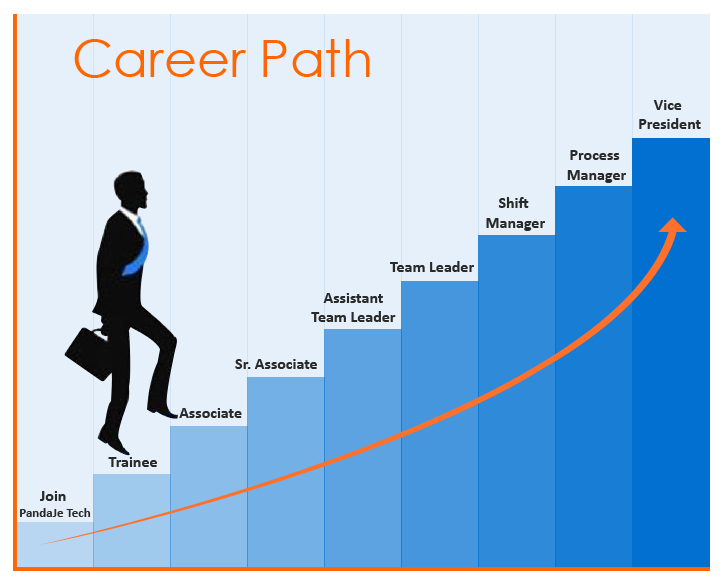 Career Path
Vice
President
Process
Manager
Shift
Manager
Team Leader
Assistant
Team Leader
Sr. Associate
Associate
Trainee
Join
PandaJe Tech